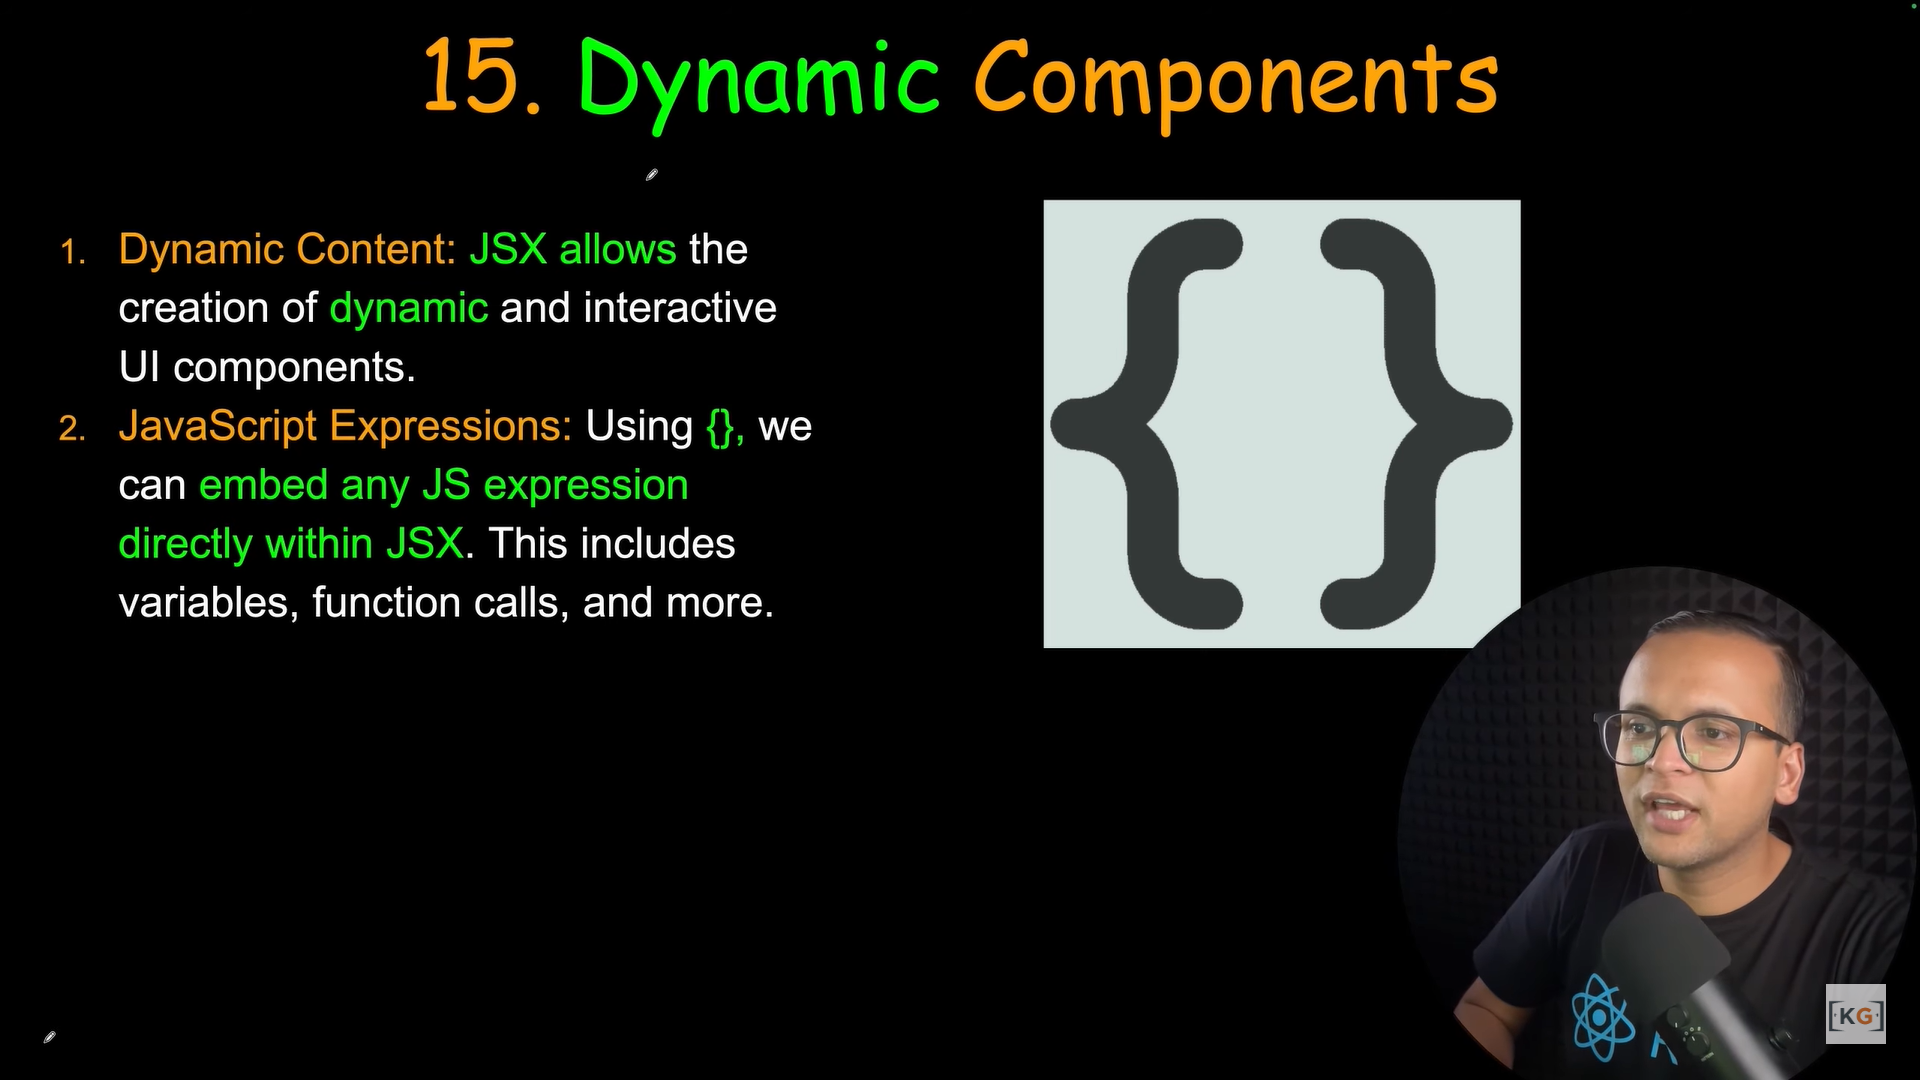 15. Dynamic Components
1. Dynamic Content: JSX allows the
creation of dynamic and interactive
UI components.
2. JavaScript Expressions: Using {}, we
can embed any JS expression
directly within JSX. This includes
variables, function calls, and more.
{ }
[KG]